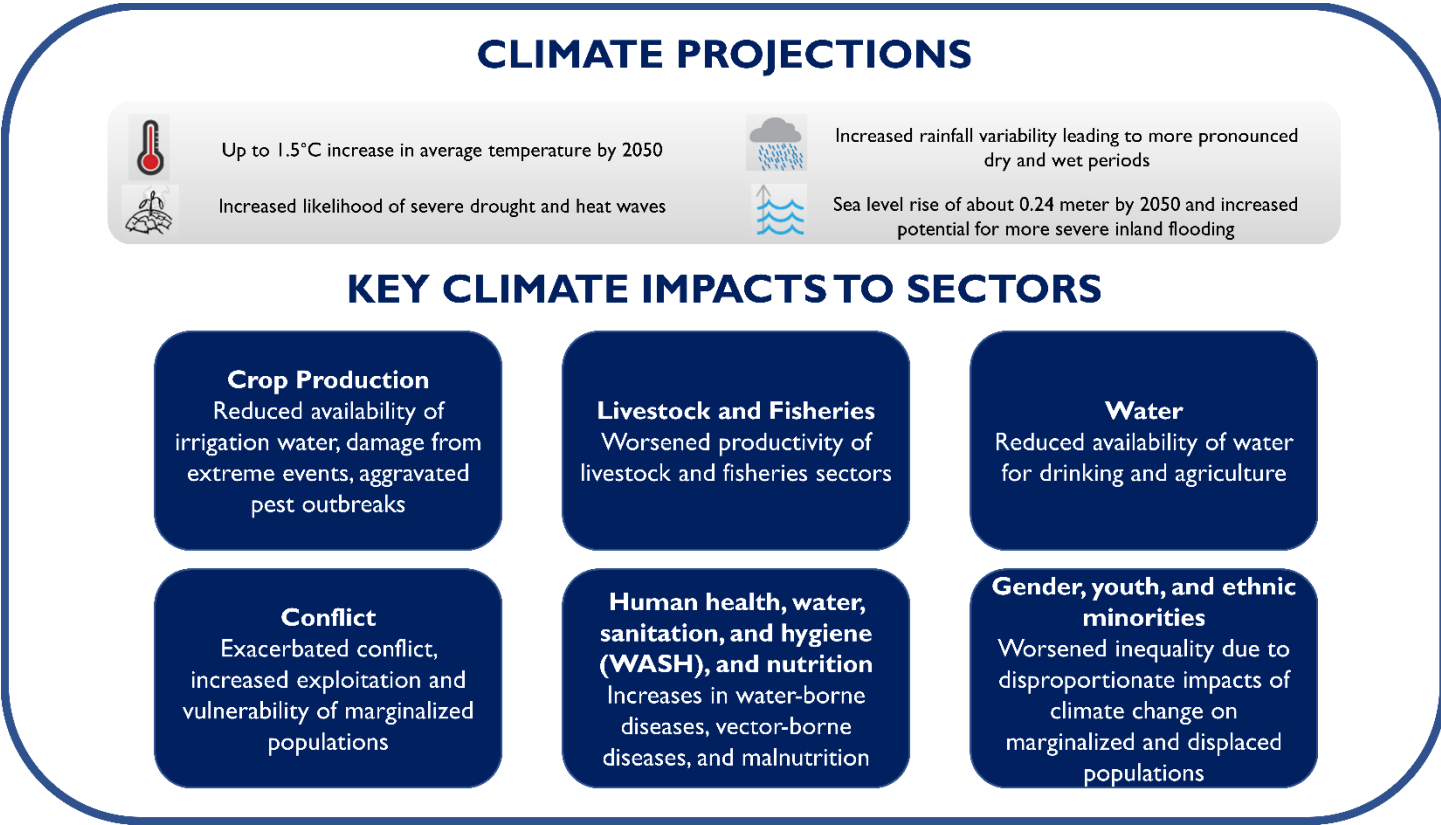 CLIMATE PROJECTIONS
Up to 1.5°C increase in average temperature by 2050
Increased rainfall variability leading to more pronounced
dry and wet periods
Increased likelihood of severe drought and heat waves
Sea level rise of about 0.24 meter by 2050 and increased
potential for more severe inland flooding
KEY CLIMATE IMPACTS TO SECTORS
Crop Production
Reduced availability of
irrigation water, damage from
extreme events, aggravated
pest outbreaks
Livestock and Fisheries
Worsened productivity of
livestock and fisheries sectors
Water
Reduced availability of water
for drinking and agriculture
Conflict
Exacerbated conflict,
increased exploitation and
vulnerability of marginalized
populations
Human health, water,
sanitation, and hygiene
(WASH), and nutrition
Increases in water-borne
diseases, vector-borne
diseases, and malnutrition
Gender, youth, and ethnic
minorities
Worsened inequality due to
disproportionate impacts of
climate change on
marginalized and displaced
populations